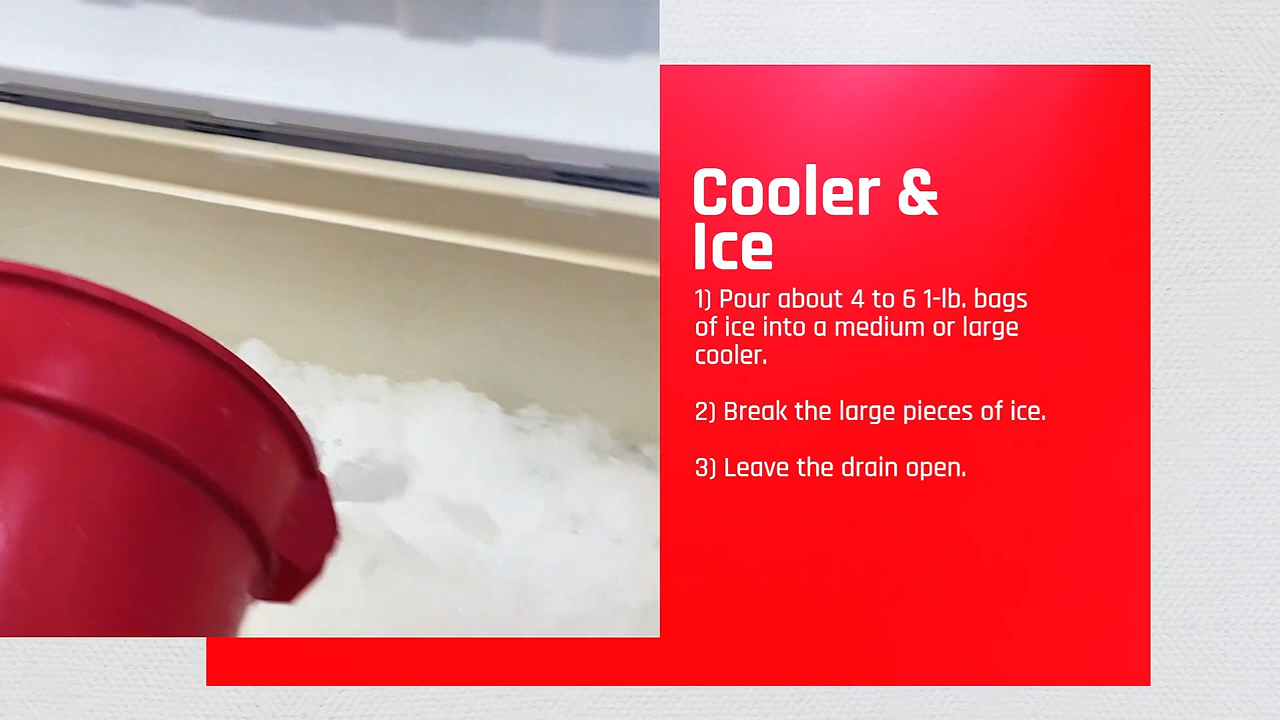 Cooler &
Ice
1) Pour about 4 to 6 1-lb. bags
of ice into a medium or large
cooler.
2) Break the large pieces of ice.
3) Leave the drain open.